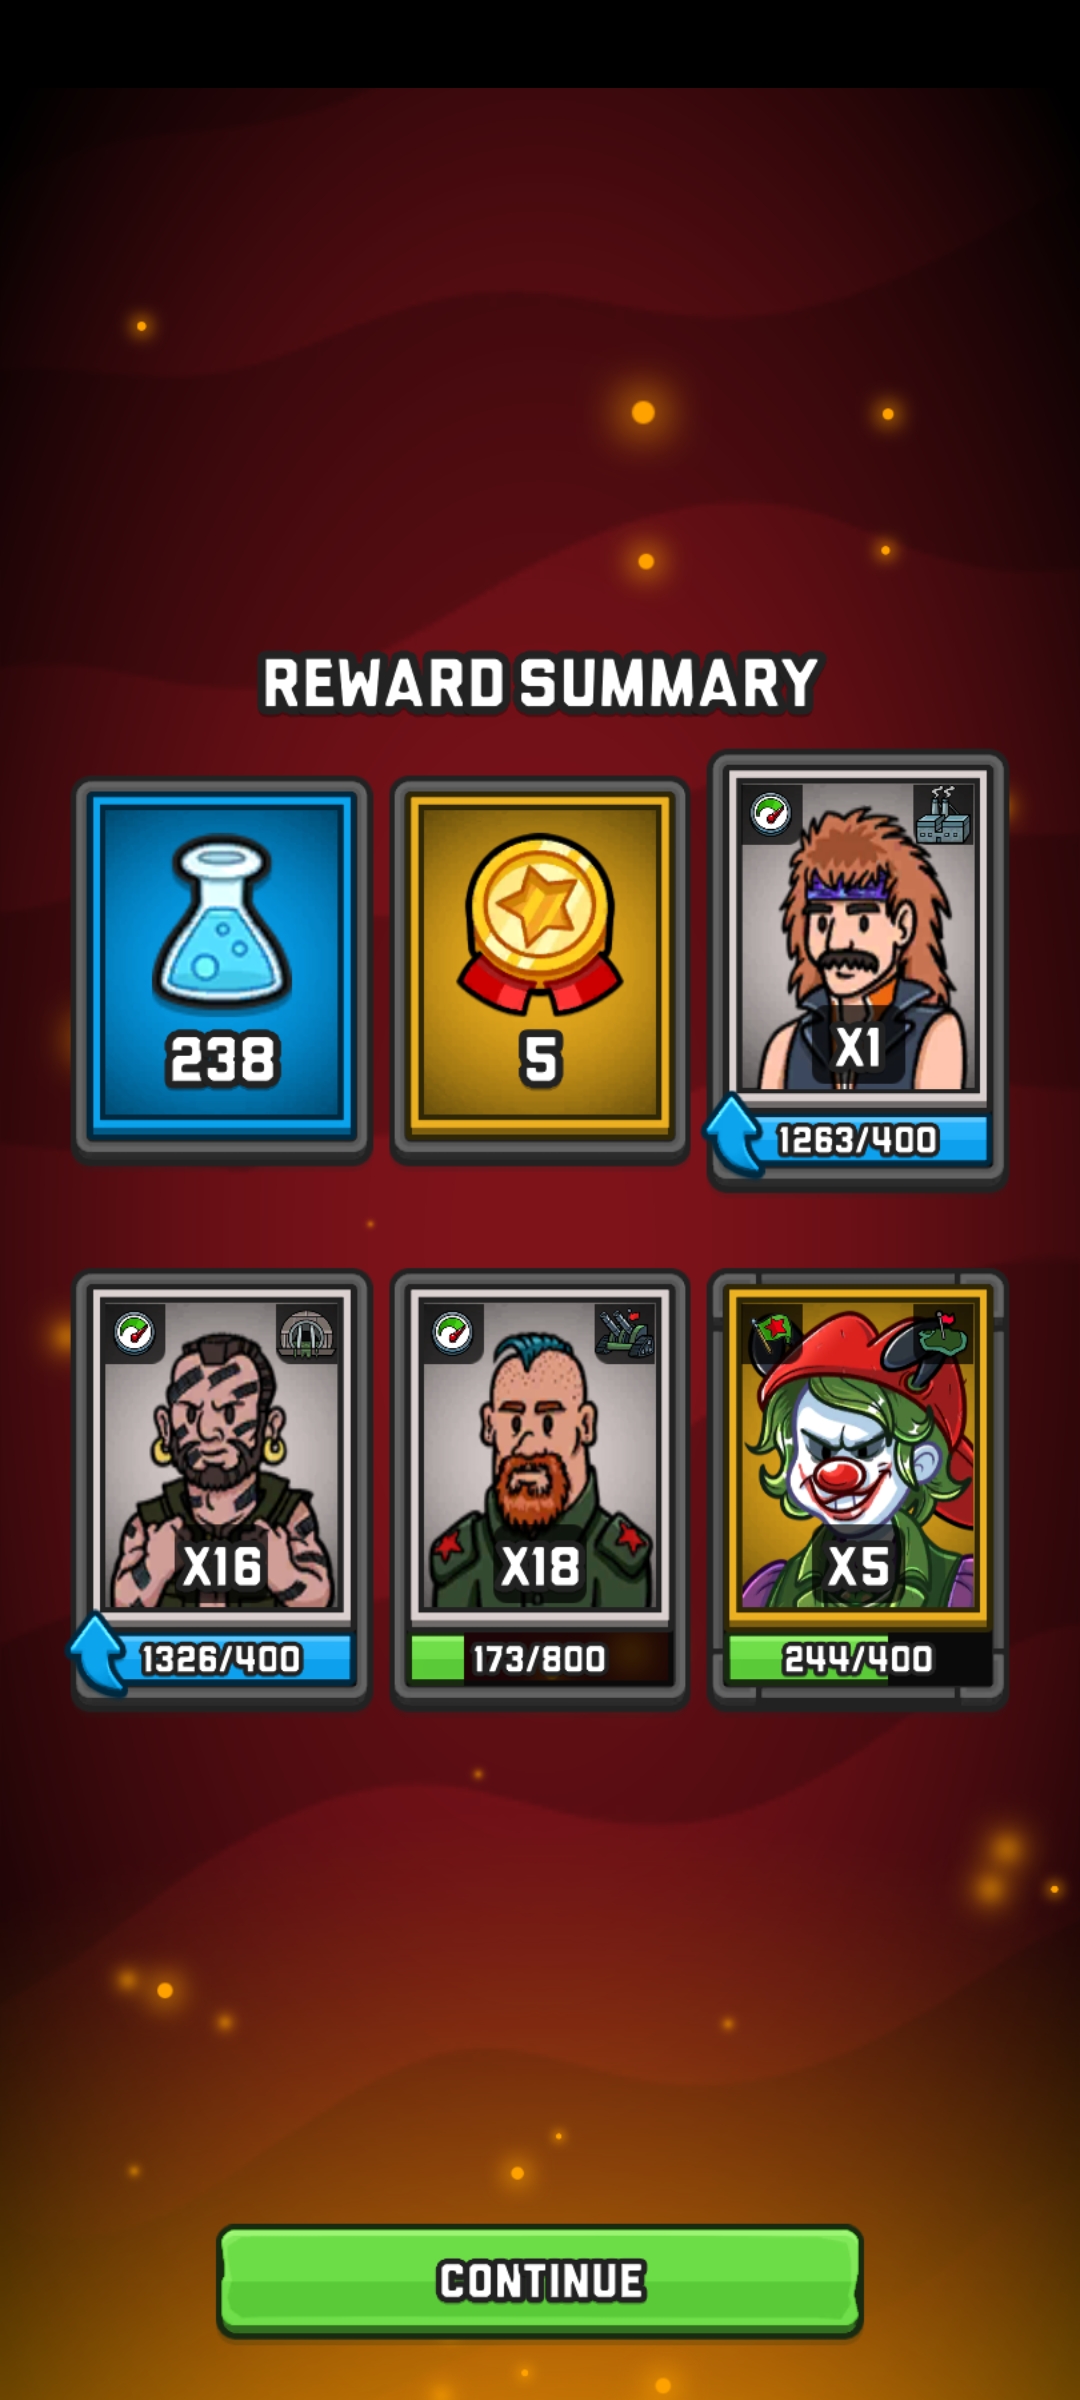 REWARD SUMMARY
238
5
X1
1263/400
X16
X18
X5
1326/400
173/800
244/400
CONTINUE